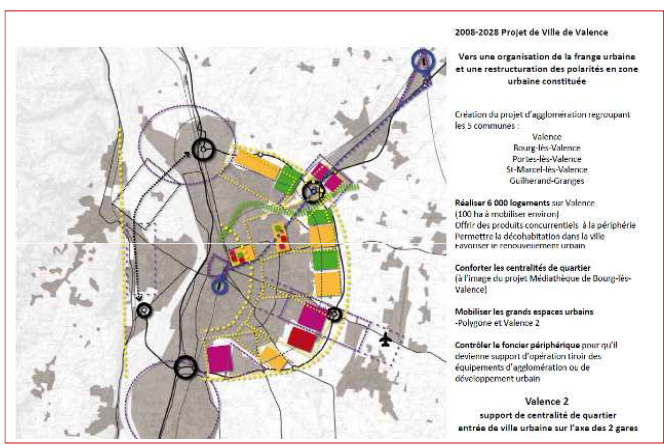 2008-2028 Projet de Ville de Valence
Vers une organisation de la frange urbaine
et une restructuration des polarités en zone
urbaine constituée
Création du projet d'agglomération regroupant
les 5 communes :
Valence
Bourg-lès-Valence
Portes-lès-Valence
St-Marcel-lès-Valence
Guilherand-Granges
Réaliser 6 000 logements sur Valence
(100 ha à mobiliser environ)
Offrir des produits concurrentiels à la périphérie
Permettre la décohabitation dans la ville
Favoriser le renouvellement urbain
Conforter les centralités de quartier
(à l'image du projet Médiathèque de Bourg-lès-
Valence)
Mobiliser les grands espaces urbains
-Polygone et Valence 2
Contrôler le foncier périphérique pour qu'il
devienne support d'opération tiroir des
équipements d'agglomération ou de
développement urbain
Valence 2
support de centralité de quartier
entrée de ville urbaine sur l'axe des 2 gares